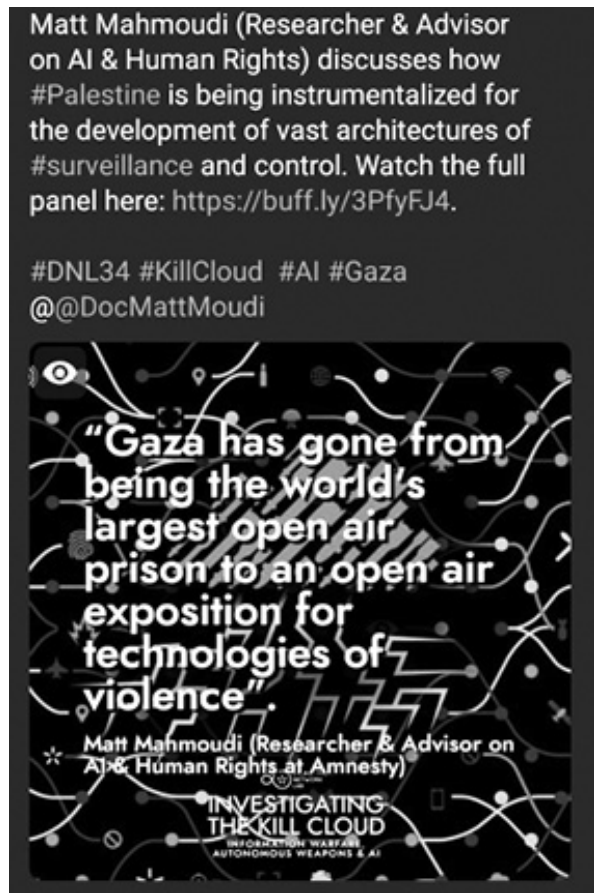 Matt Mahmoudi (Researcher & Advisor
on AI & Human Rights) discusses how
#Palestine is being instrumentalized for
the development of vast architectures of
#surveillance and control. Watch the full
panel here: https://buff.ly/3PfyFJ4.
#DNL34 #KillCloud #AI #Gaza
@@DocMattMoudi
“Gaza has gone from
being the world's
largest open air
prison to an open air
exposition for
technologies of
violence”.
Matt Mahmoudi (Researcher & Advisor on
AI & Human Rights at Amnesty)
INVESTIGATING
THE KILL CLOUD
INFORMATION WARFARE,
AUTONOMOUS WEAPONS & AI